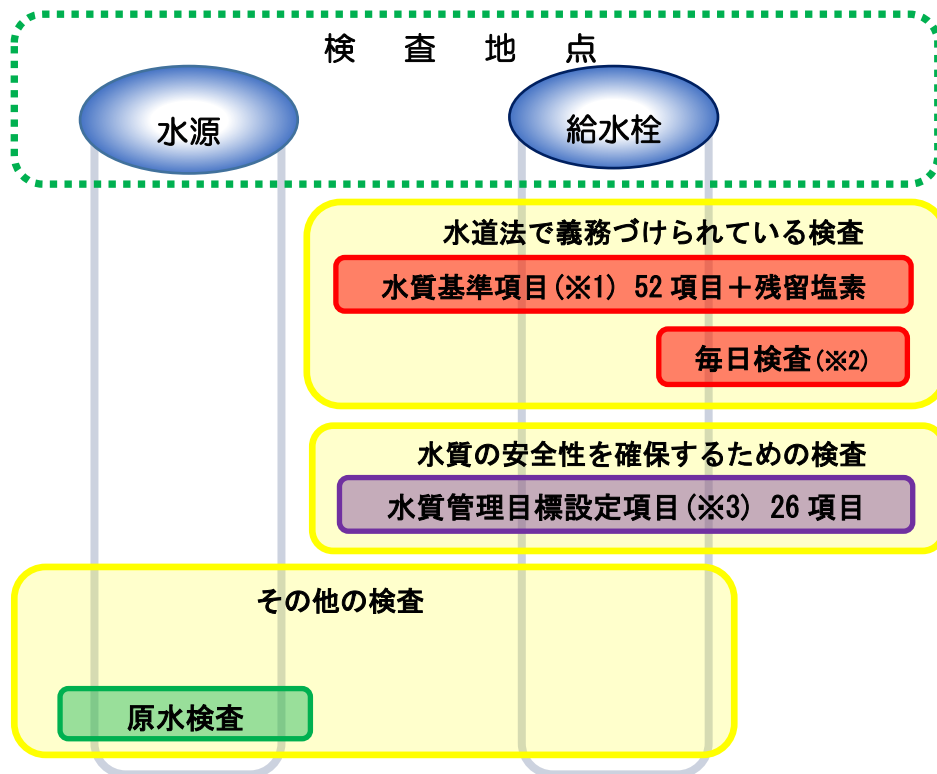 検査地点
水源
給水栓
水道法で義務づけられている検査
水質基準項目(※1) 52項目＋残留塩素
毎日検査(※2)
水質の安全性を確保するための検査
水質管理目標設定項目(※3) 26項目
その他の検査
原水検査